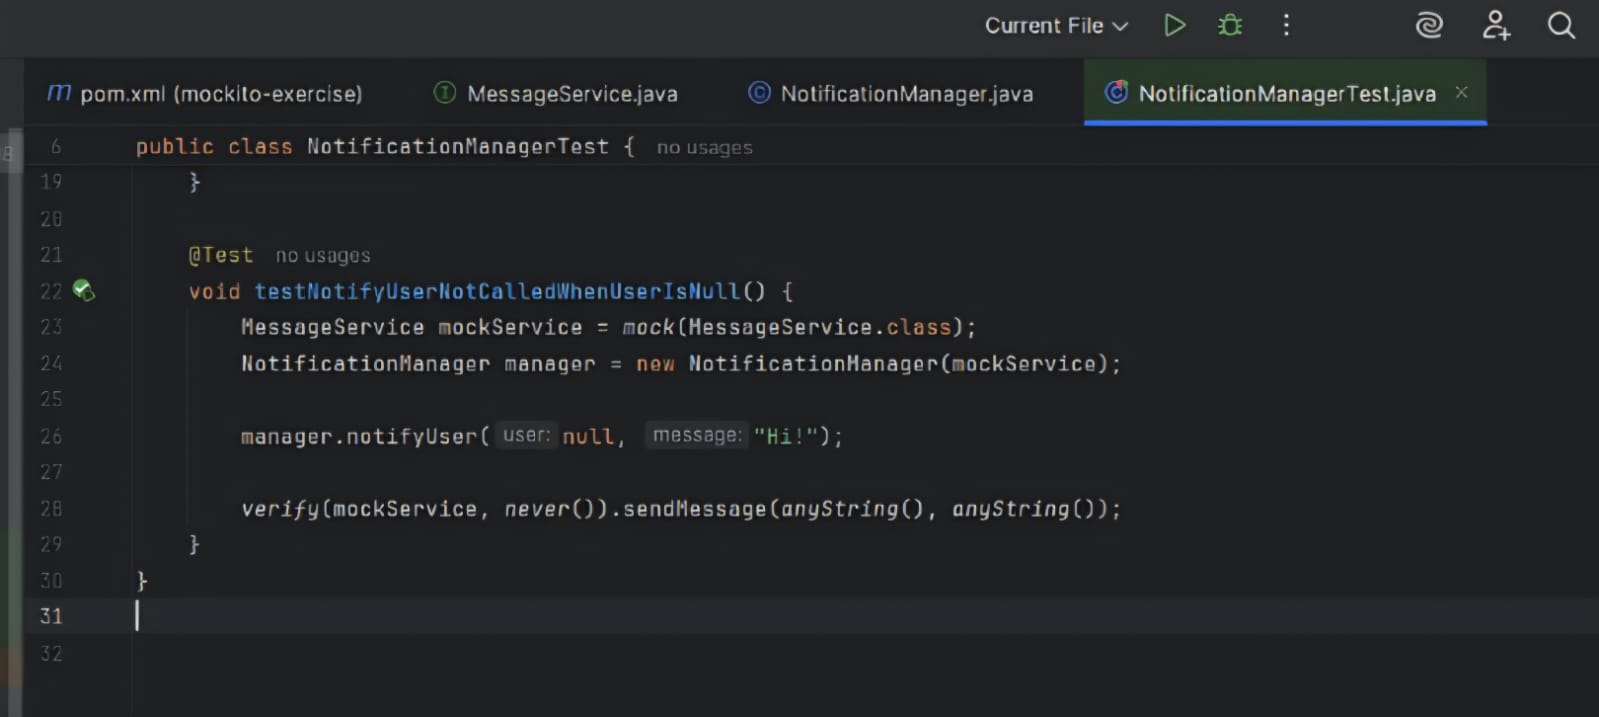 Current File
pom.xml (mockito-exercise) MessageService.java NotificationManager.java NotificationManagerTest.java
6 public class NotificationManagerTest { no usages
19 }
20
21 @Test no usages
22 void testNotifyUserNotCalledWhenUserIsNull() {
23 MessageService mockService = mock(MessageService.class);
24 NotificationManager manager = new NotificationManager(mockService);
25
26 manager.notifyUser( user: null, message: "Hi!");
27
28 verify(mockService, never()).sendMessage(anyString(), anyString());
29 }
30 }
31
32